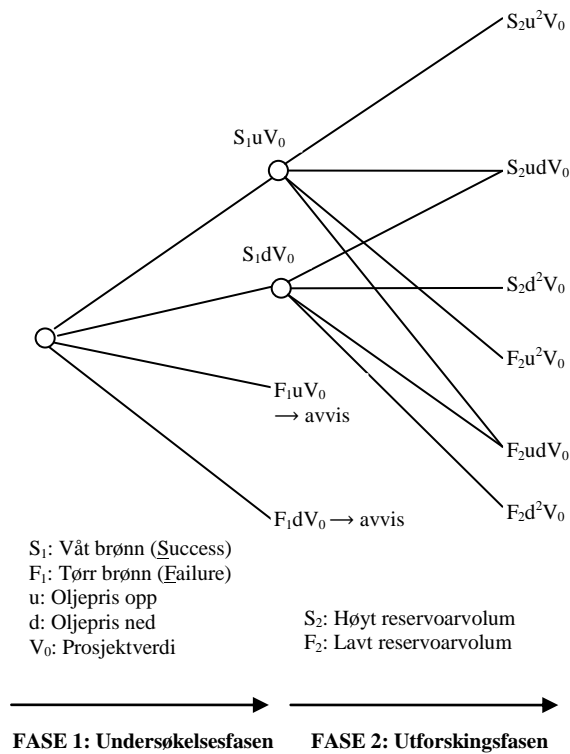 S₂u²V₀
S₁uV₀
S₂udV₀
S₁dV₀
S₂d²V₀
F₂u²V₀
F₁uV₀
→ avvis
F₂udV₀
F₂d²V₀
F₁dV₀ → avvis
S₁: Våt brønn (Success)
F₁: Tørr brønn (Failure)
u: Oljepris opp
d: Oljepris ned
V₀: Prosjektverdi
S₂: Høyt reservoarvolum
F₂: Lavt reservoarvolum
FASE 1: Undersøkelsesfasen
FASE 2: Utforskingsfasen